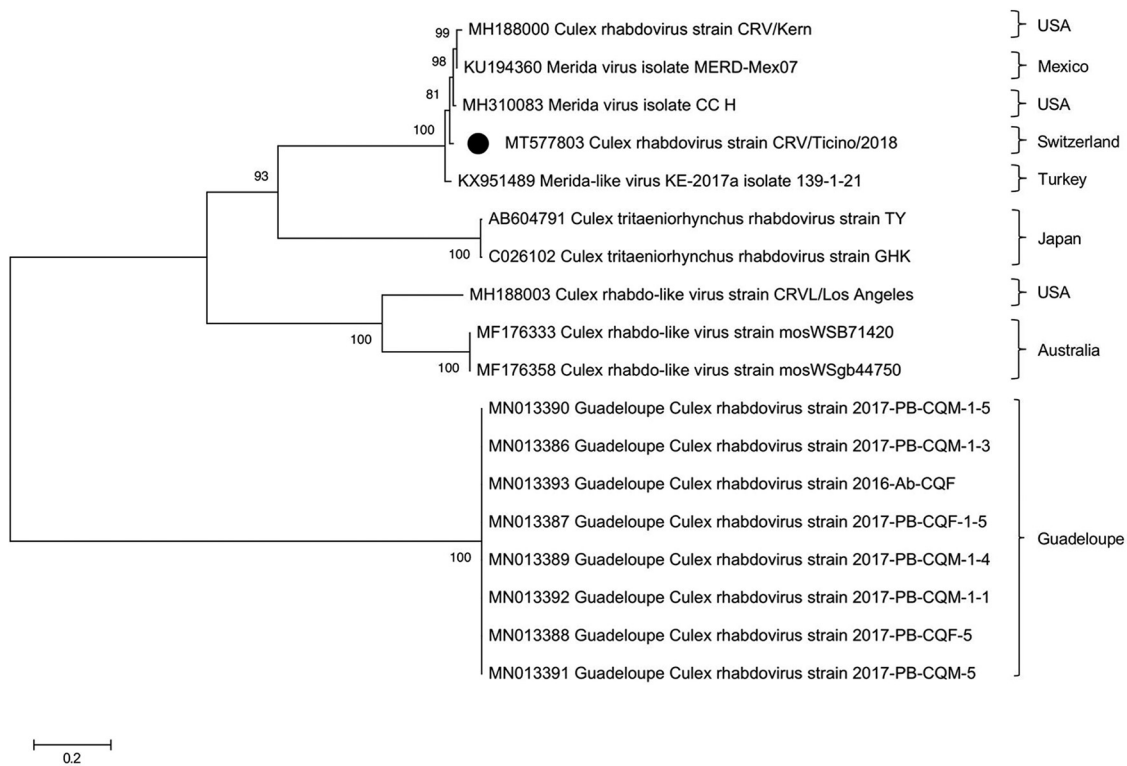 99
MH188000 Culex rhabdovirus strain CRV/Kern
USA
98
KU194360 Merida virus isolate MERD-Mex07
Mexico
81
MH310083 Merida virus isolate CC H
USA
100
MT577803 Culex rhabdovirus strain CRV/Ticino/2018
Switzerland
93
KX951489 Merida-like virus KE-2017a isolate 139-1-21
Turkey
AB604791 Culex tritaeniorhynchus rhabdovirus strain TY
Japan
100
C026102 Culex tritaeniorhynchus rhabdovirus strain GHK
MH188003 Culex rhabdo-like virus strain CRVL/Los Angeles
USA
100
MF176333 Culex rhabdo-like virus strain mosWSB71420
Australia
100
MF176358 Culex rhabdo-like virus strain mosWSgb44750
MN013390 Guadeloupe Culex rhabdovirus strain 2017-PB-CQM-1-5
MN013386 Guadeloupe Culex rhabdovirus strain 2017-PB-CQM-1-3
MN013393 Guadeloupe Culex rhabdovirus strain 2016-Ab-CQF
MN013387 Guadeloupe Culex rhabdovirus strain 2017-PB-CQF-1-5
Guadeloupe
100
MN013389 Guadeloupe Culex rhabdovirus strain 2017-PB-CQM-1-4
MN013392 Guadeloupe Culex rhabdovirus strain 2017-PB-CQM-1-1
MN013388 Guadeloupe Culex rhabdovirus strain 2017-PB-CQF-5
MN013391 Guadeloupe Culex rhabdovirus strain 2017-PB-CQM-5
0.2